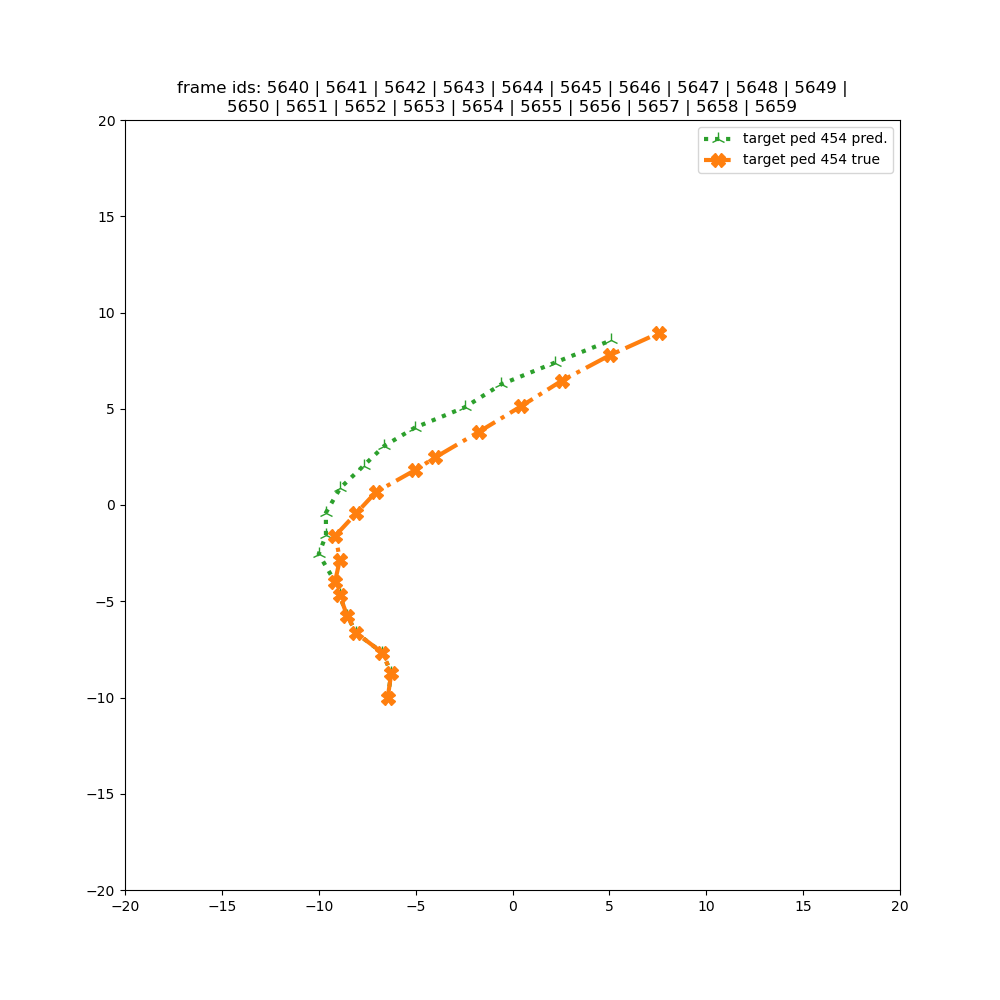 frame ids: 5640 | 5641 | 5642 | 5643 | 5644 | 5645 | 5646 | 5647 | 5648 | 5649 |
5650 | 5651 | 5652 | 5653 | 5654 | 5655 | 5656 | 5657 | 5658 | 5659
target ped 454 pred.
target ped 454 true
20
15
10
5
0
−5
−10
−15
−20
−20 −15 −10 −5 0 5 10 15 20